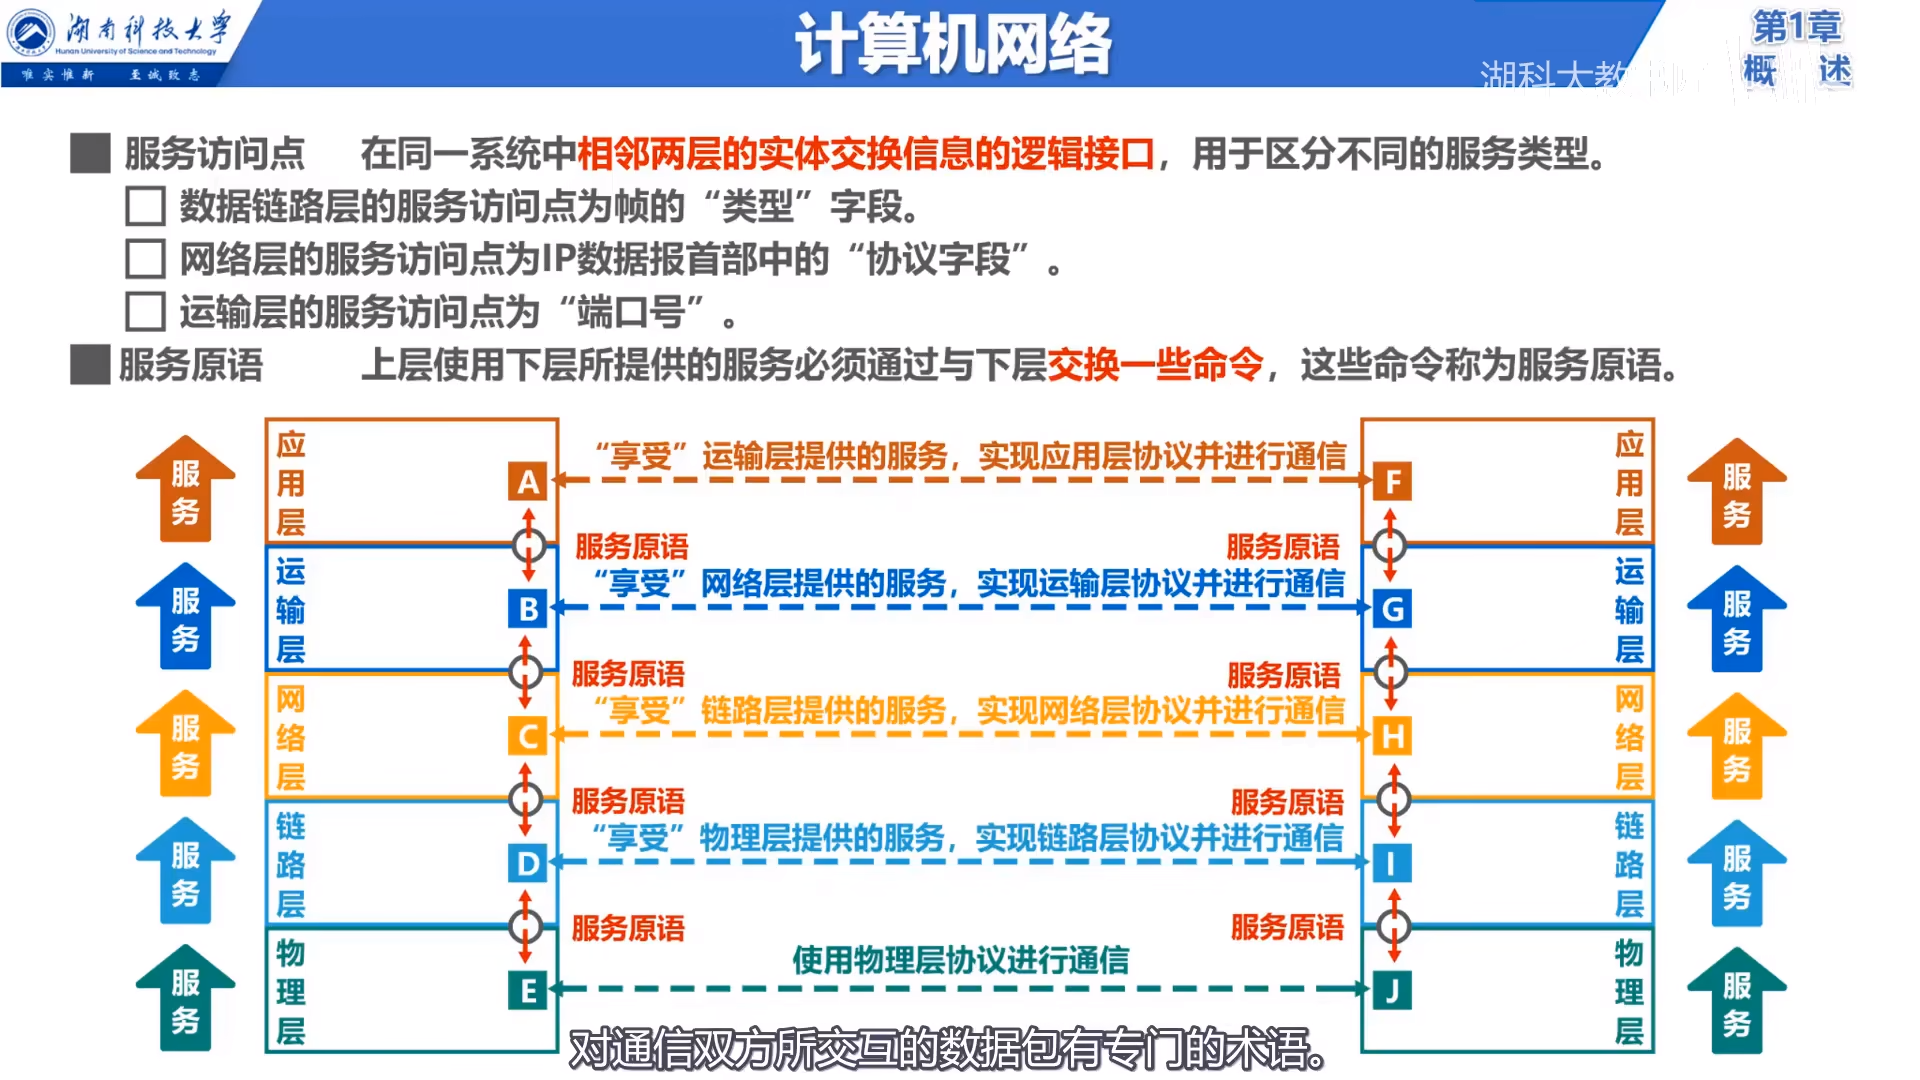 湖南科技大学
Hunan University of Science and Technology
唯实惟新 至诚致志
计算机网络
第1章
概 述
湖科大教
服务访问点 在同一系统中相邻两层的实体交换信息的逻辑接口，用于区分不同的服务类型。
数据链路层的服务访问点为帧的“类型”字段。
网络层的服务访问点为IP数据报首部中的“协议字段”。
运输层的服务访问点为“端口号”。
服务原语 上层使用下层所提供的服务必须通过与下层交换一些命令，这些命令称为服务原语。
服务 应用层 A “享受”运输层提供的服务，实现应用层协议并进行通信 F 应用层 服务
服务原语 服务原语
服务 运输层 B “享受”网络层提供的服务，实现运输层协议并进行通信 G 运输层 服务
服务原语 服务原语
服务 网络层 C “享受”链路层提供的服务，实现网络层协议并进行通信 H 网络层 服务
服务原语 服务原语
服务 链路层 D “享受”物理层提供的服务，实现链路层协议并进行通信 I 链路层 服务
服务原语 服务原语
服务 物理层 E 使用物理层协议进行通信 J 物理层 服务
对通信双方所交互的数据包有专门的术语。